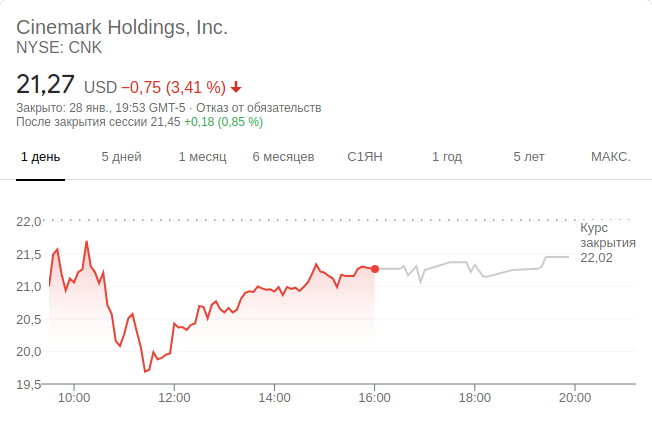 Cinemark Holdings, Inc.
NYSE: CNK
21,27 USD −0,75 (3,41 %)
Закрыто: 28 янв., 19:53 GMT-5 · Отказ от обязательств
После закрытия сессии 21,45 +0,18 (0,85 %)
1 день 5 дней 1 месяц 6 месяцев С1ЯН 1 год 5 лет МАКС.
22,0
Курс
закрытия
22,02
21,5
21,0
20,5
20,0
19,5
10:00 12:00 14:00 16:00 18:00 20:00